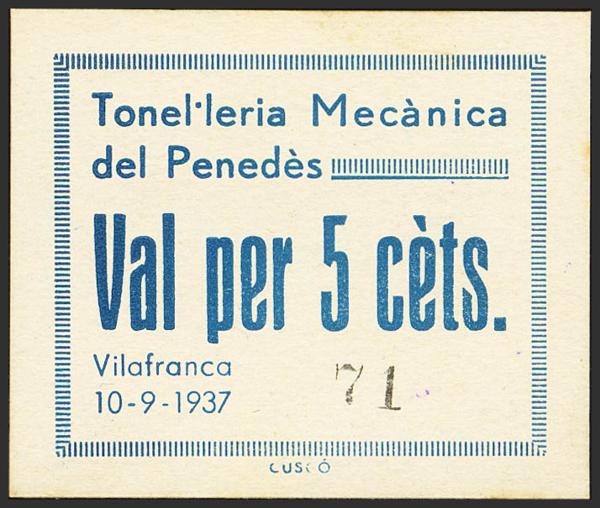 Tonel·leria Mecànica
del Penedès
Val per 5 cèts.
Vilafranca
10-9-1937
71
CUSCÓ